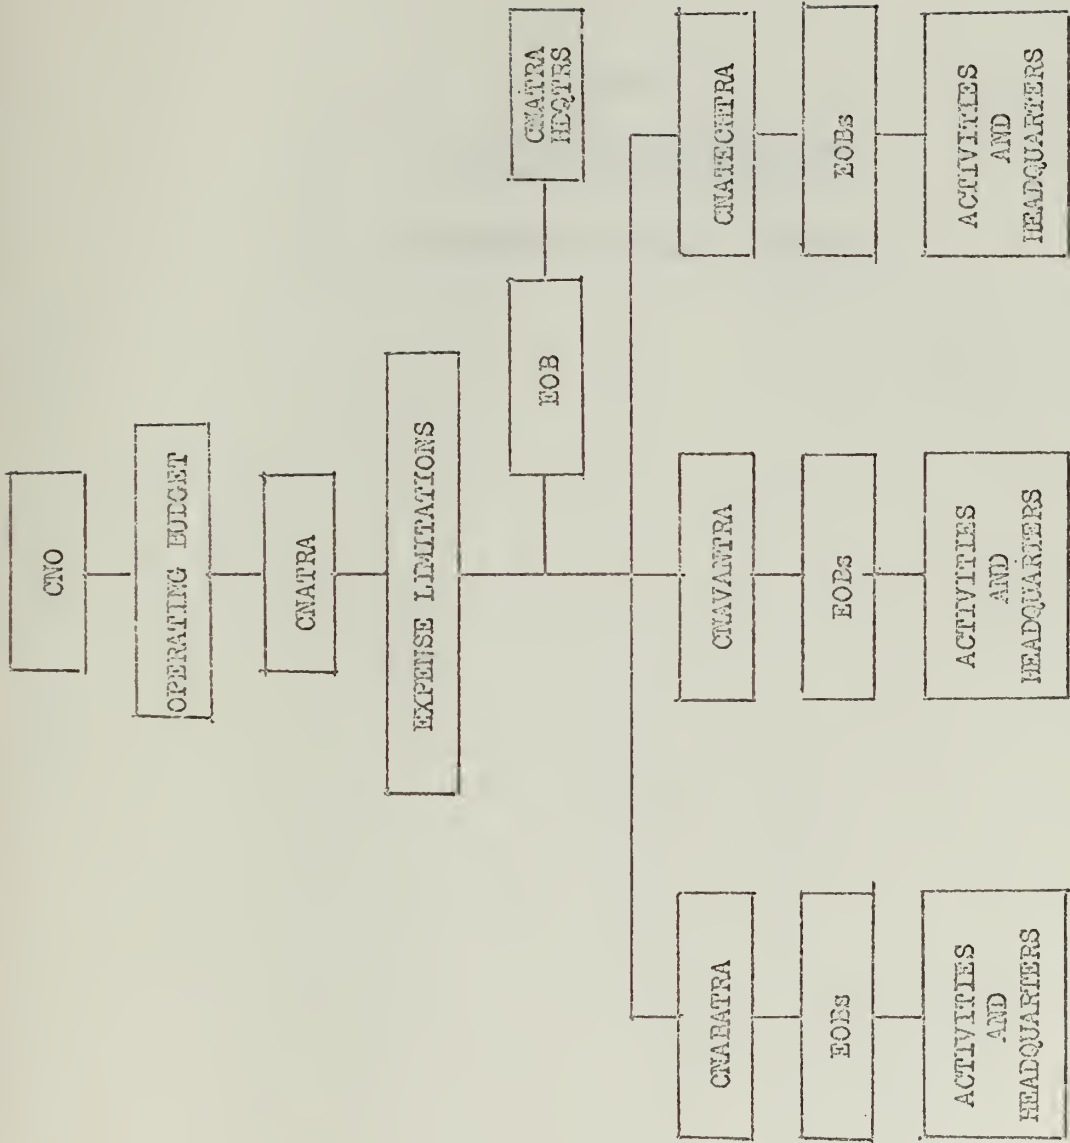 CNO
OPERATING BUDGET
CNATRA
EXPENSE LIMITATIONS
EOB
CNATRA
HDQTRS
CNABATRA
CNAVANTRA
CNATECHTRA
EOBs
EOBs
EOBs
ACTIVITIES
AND
HEADQUARTERS
ACTIVITIES
AND
HEADQUARTERS
ACTIVITIES
AND
HEADQUARTERS